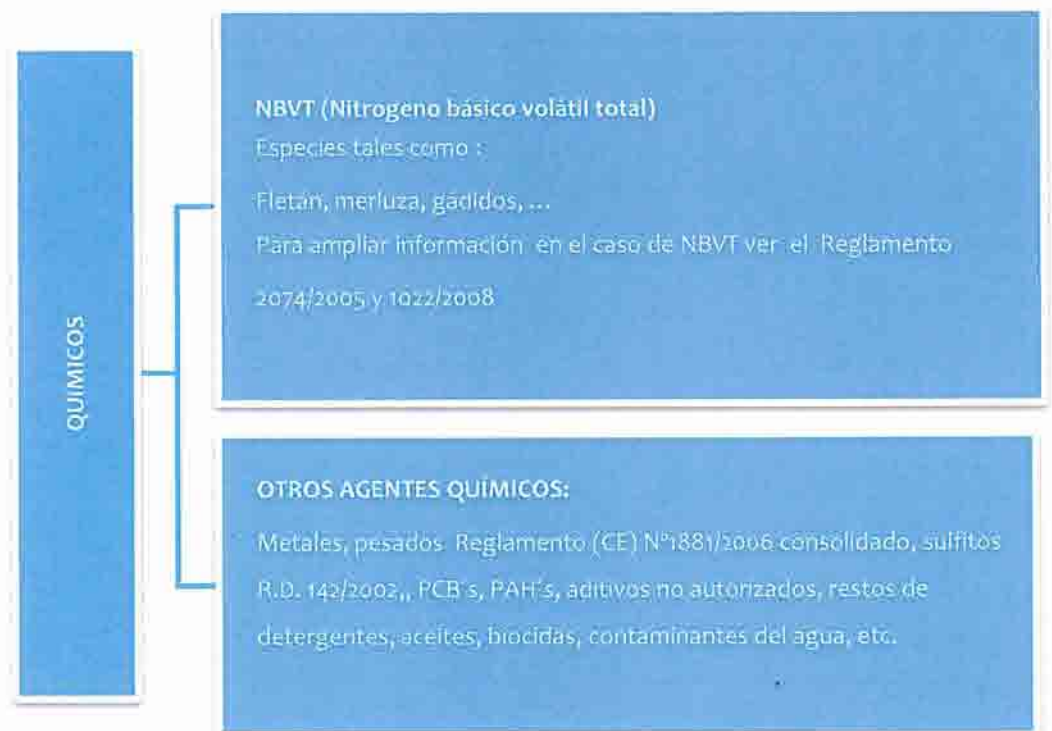 QUIMICOS
NBVT (Nitrogeno básico volátil total)
Especies tales como :
Fletán, merluza, gádidos, ...
Para ampliar información en el caso de NBVT ver el Reglamento
2074/2005 y 1022/2008
OTROS AGENTES QUÍMICOS:
Metales, pesados Reglamento (CE) Nº1881/2006 consolidado, sulfitos
R.D. 142/2002,, PCB´s, PAH´s, aditivos no autorizados, restos de
detergentes, aceites, biocidas, contaminantes del agua, etc.